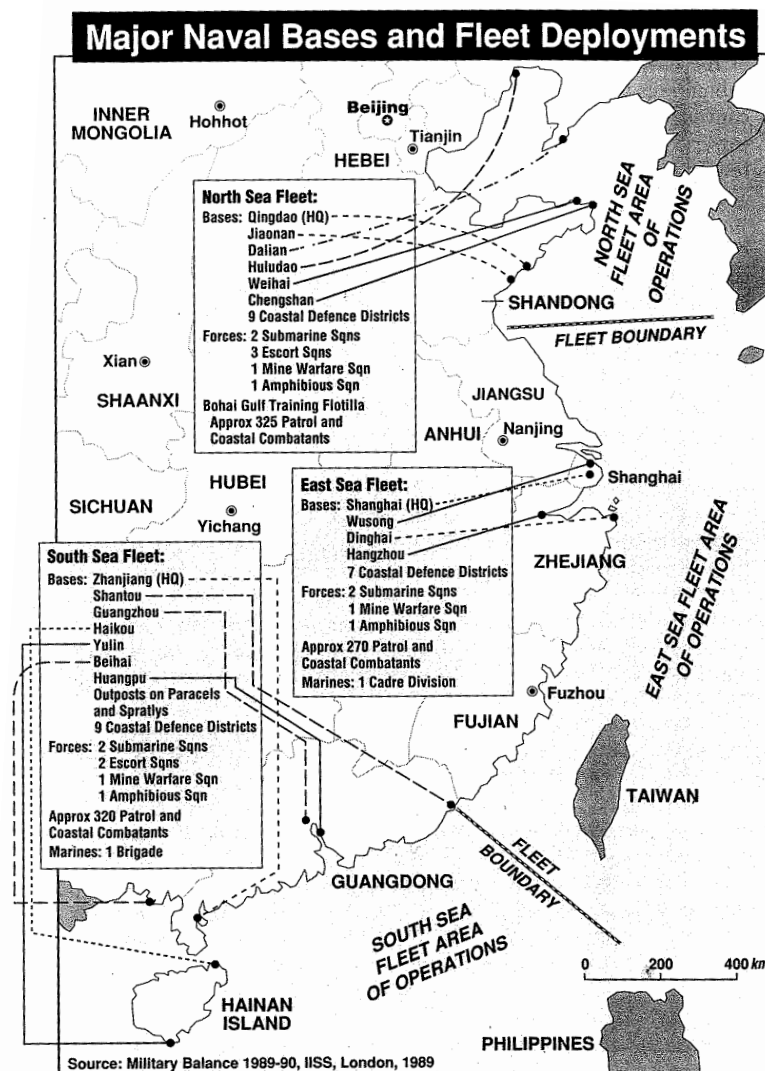 Major Naval Bases and Fleet Deployments
INNER
MONGOLIA
Hohhot
Beijing
Tianjin
HEBEI
North Sea Fleet:
Bases: Qingdao (HQ)
Jiaonan
Dalian
Huludao
Weihai
Chengshan
9 Coastal Defence Districts
Forces: 2 Submarine Sqns
3 Escort Sqns
1 Mine Warfare Sqn
1 Amphibious Sqn
Bohai Gulf Training Flotilla
Approx 325 Patrol and
Coastal Combatants
NORTH SEA
FLEET AREA
OF
OPERATIONS
SHANDONG
FLEET BOUNDARY
Xian
SHAANXI
JIANGSU
ANHUI
Nanjing
Shanghai
HUBEI
SICHUAN
Yichang
East Sea Fleet:
Bases: Shanghai (HQ)
Wusong
Dinghai
Hangzhou
7 Coastal Defence Districts
Forces: 2 Submarine Sqns
1 Mine Warfare Sqn
1 Amphibious Sqn
Approx 270 Patrol and
Coastal Combatants
Marines: 1 Cadre Division
ZHEJIANG
EAST SEA FLEET AREA
OF OPERATIONS
South Sea Fleet:
Bases: Zhanjiang (HQ)
Shantou
Guangzhou
Haikou
Yulin
Beihai
Huangpu
Outposts on Paracels
and Spratlys
9 Coastal Defence Districts
Forces: 2 Submarine Sqns
2 Escort Sqns
1 Mine Warfare Sqn
1 Amphibious Sqn
Approx 320 Patrol and
Coastal Combatants
Marines: 1 Brigade
Fuzhou
FUJIAN
TAIWAN
FLEET
BOUNDARY
GUANGDONG
SOUTH SEA
FLEET AREA
OF OPERATIONS
0 200 400 km
HAINAN
ISLAND
PHILIPPINES
Source: Military Balance 1989-90, IISS, London, 1989